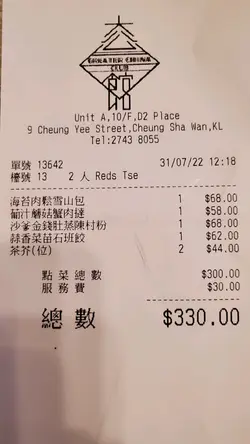 GREATER CHINA
CLUB
大館
Unit A,10/F,D2 Place
9 Cheung Yee Street,Cheung Sha Wan,KL
Tel:2743 8055
單號 13642 31/07/22 12:18
檯號 13 2 人 Reds Tse
海苔肉鬆雪山包 1 $68.00
葡汁蘑菇蟹肉撻 1 $58.00
沙爹金錢肚蒸陳村粉 1 $68.00
蒜香菜苗石班餃 1 $62.00
茶芥(位) 2 $44.00
點菜總數 $300.00
服務費 $30.00
總數 $330.00